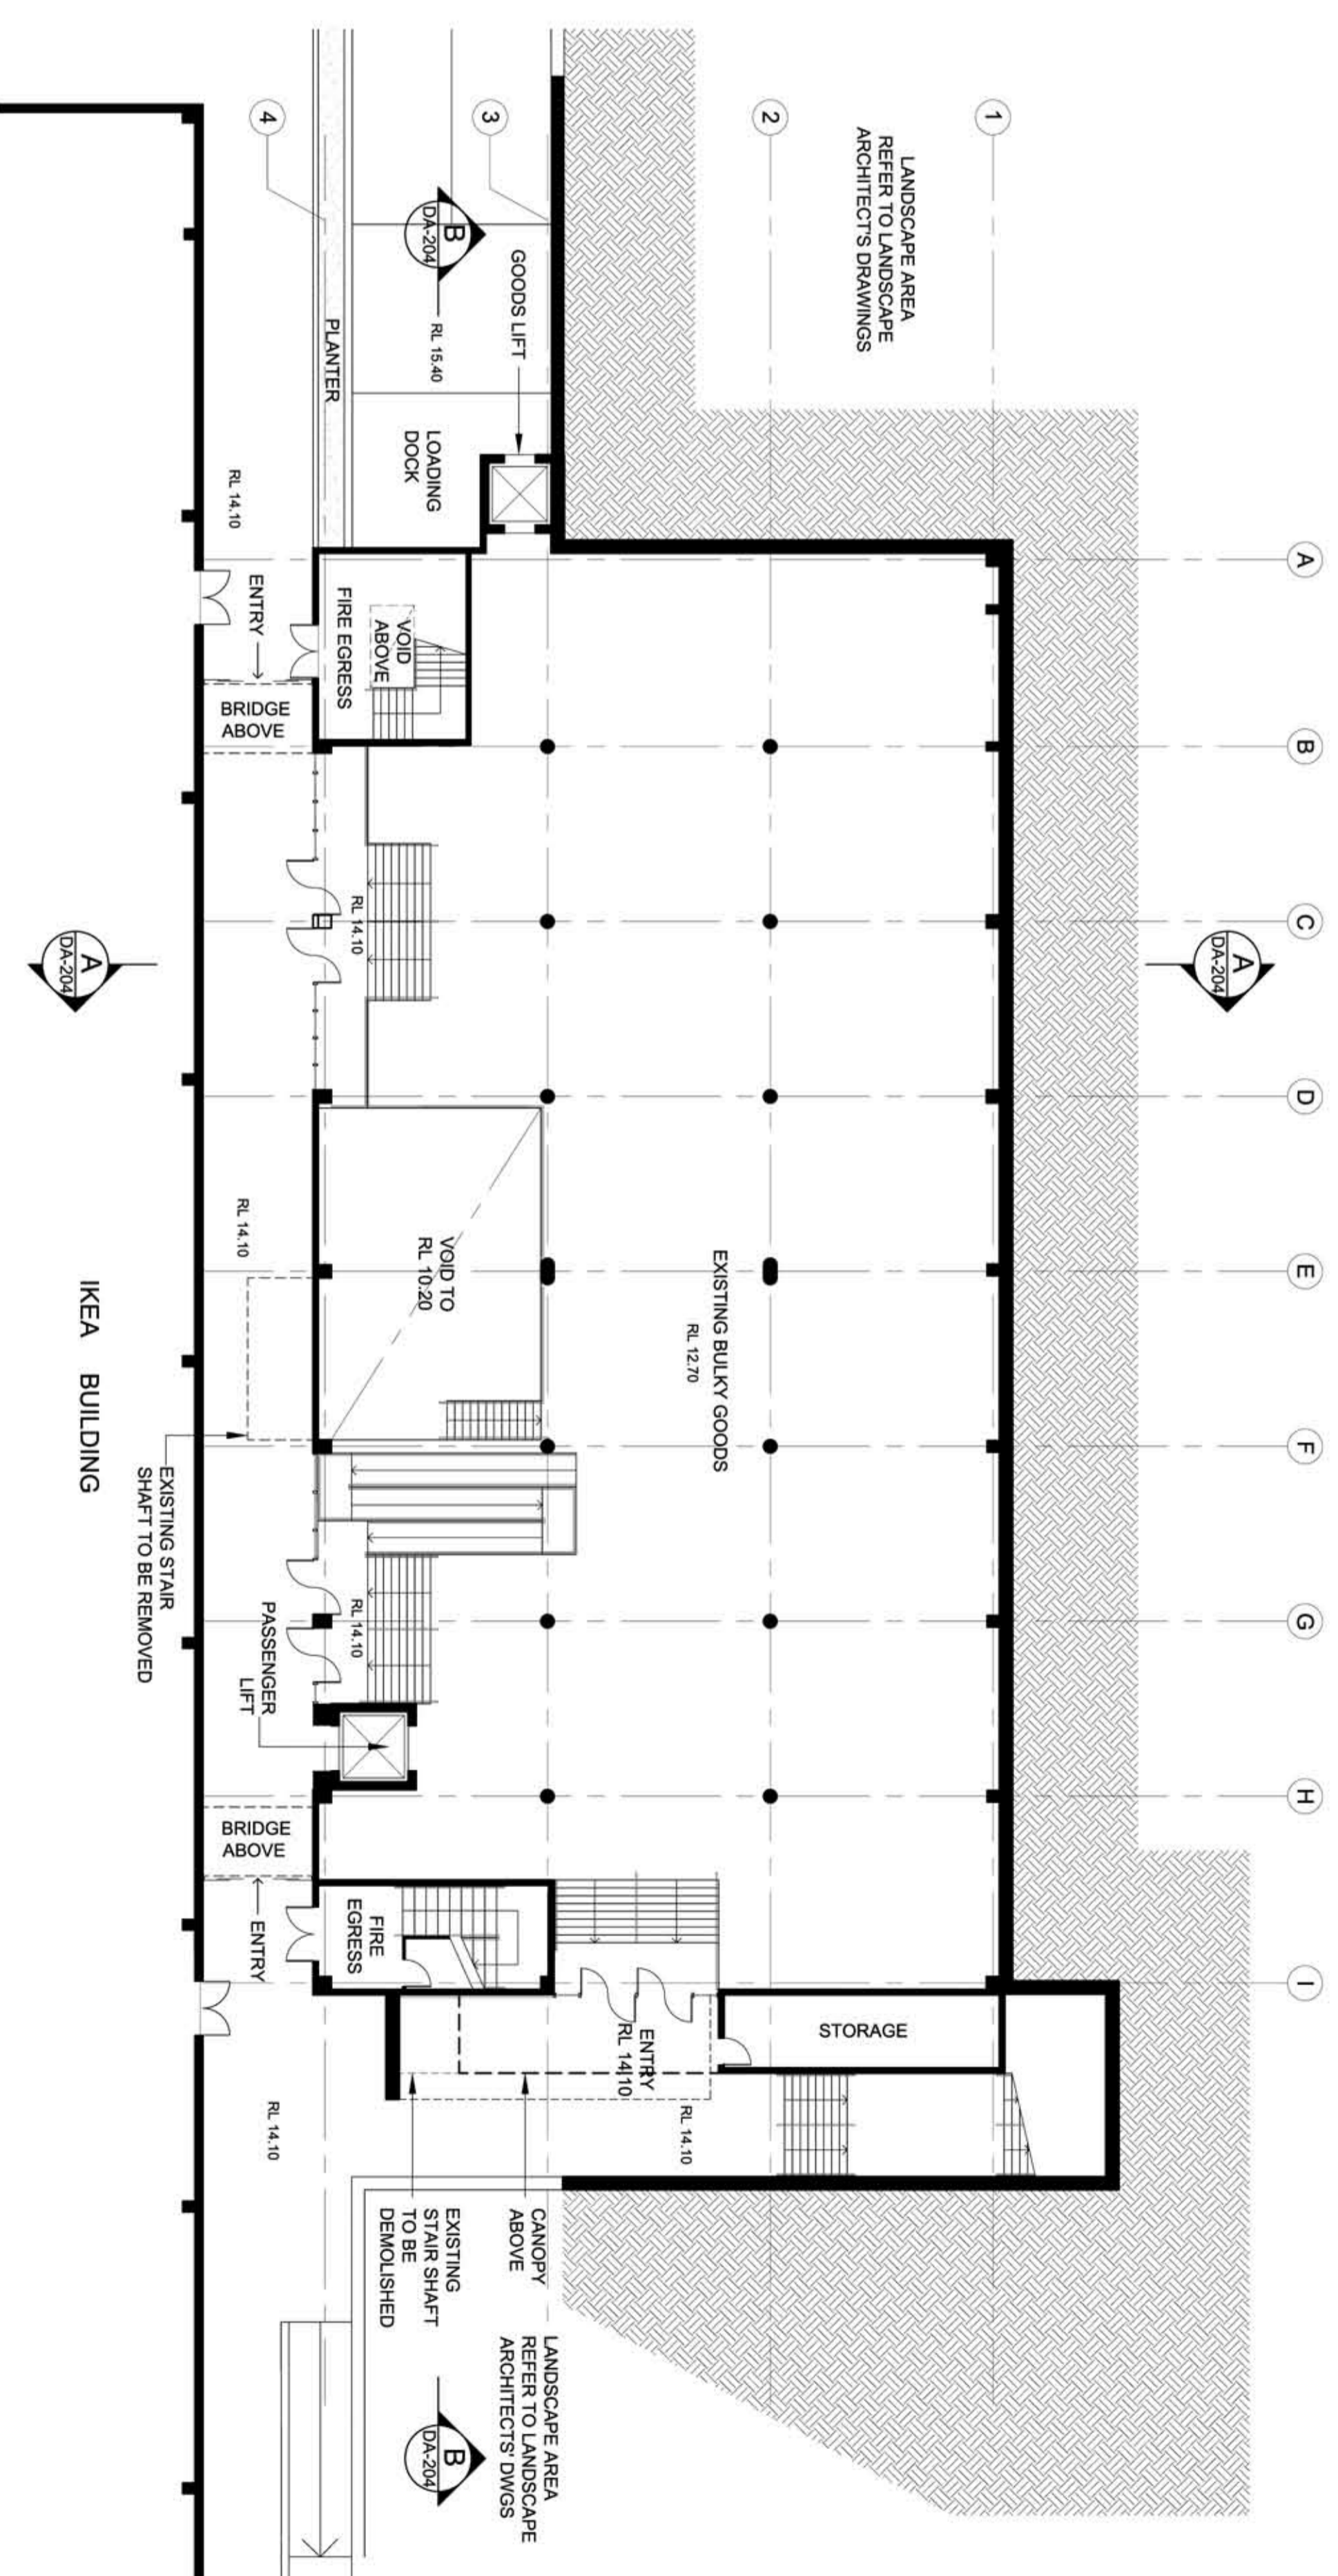 A
B
C
D
E
F
G
H
I
1
2
3
4
LANDSCAPE AREA
REFER TO LANDSCAPE
ARCHITECT'S DRAWINGS
A
DA-204
GOODS LIFT
B
DA-204
RL 15.40
LOADING
DOCK
PLANTER
RL 14.10
ENTRY
FIRE EGRESS
VOID
ABOVE
BRIDGE
ABOVE
RL 14.10
A
DA-204
EXISTING BULKY GOODS
RL 12.70
VOID TO
RL 10.20
RL 14.10
IKEA BUILDING
EXISTING STAIR
SHAFT TO BE REMOVED
RL 14.10
PASSENGER
LIFT
BRIDGE
ABOVE
ENTRY
FIRE
EGRESS
STORAGE
ENTRY
RL 14.10
RL 14.10
RL 14.10
CANOPY
ABOVE
EXISTING
STAIR SHAFT
TO BE
DEMOLISHED
LANDSCAPE AREA
REFER TO LANDSCAPE
ARCHITECTS' DWGS
B
DA-204